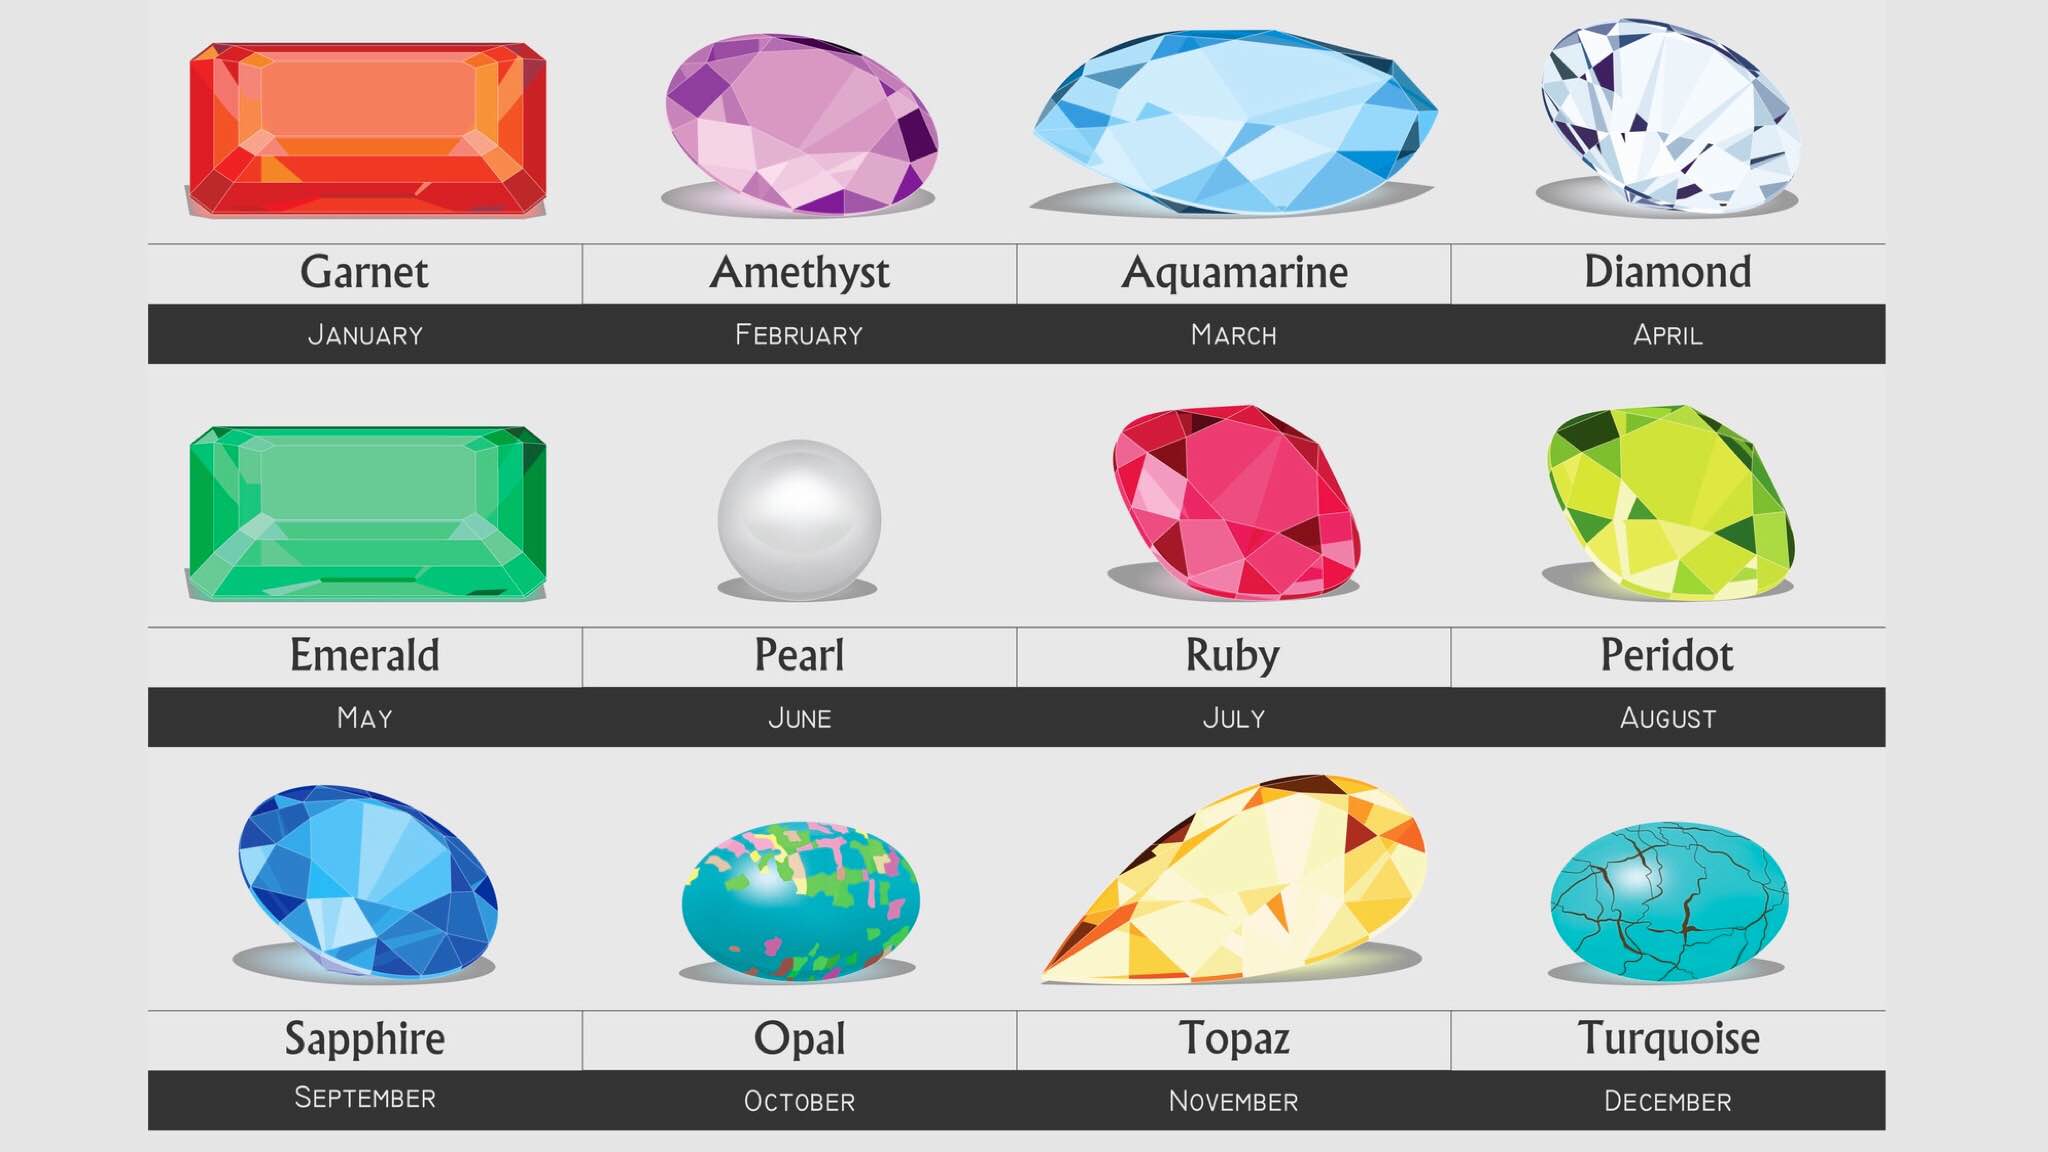 Garnet Amethyst Aquamarine Diamond
January February March April
Emerald Pearl Ruby Peridot
May June July August
Sapphire Opal Topaz Turquoise
September October November December